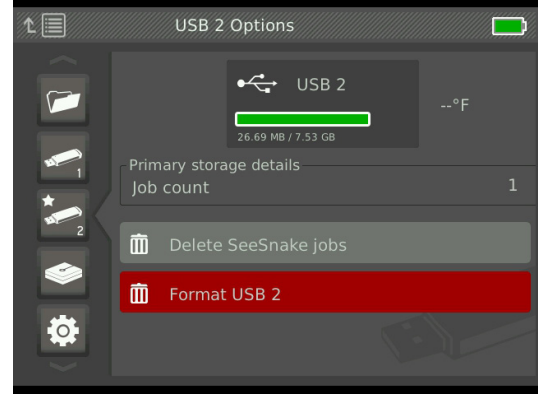 USB 2 Options
USB 2
26.69 MB / 7.53 GB
--°F
1
2
Primary storage details
Job count 1
Delete SeeSnake jobs
Format USB 2